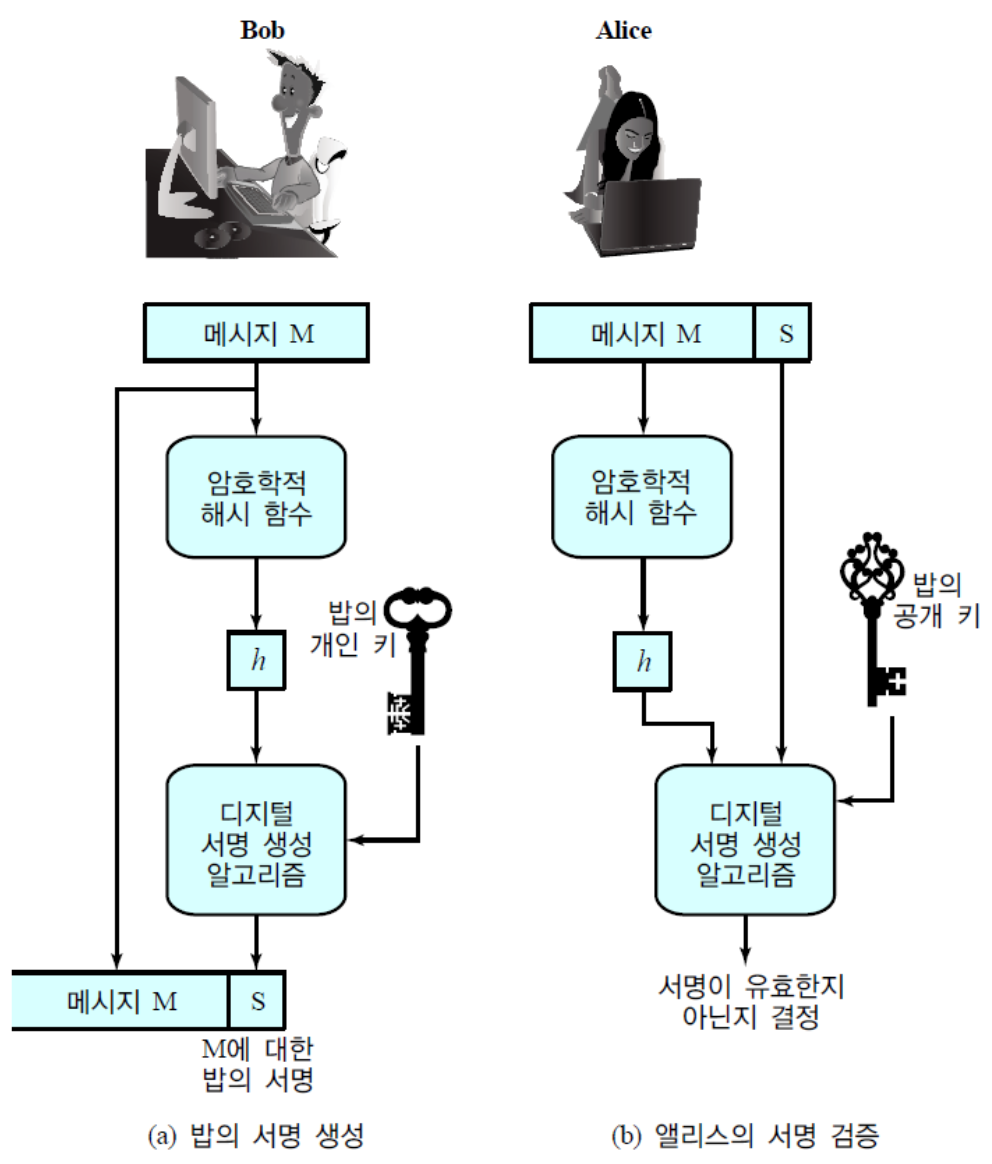 Bob
메시지 M
암호학적
해시 함수
밥의
개인 키
h
디지털
서명 생성
알고리즘
메시지 M S
M에 대한
밥의 서명
(a) 밥의 서명 생성
Alice
메시지 M S
암호학적
해시 함수
밥의
공개 키
h
디지털
서명 생성
알고리즘
서명이 유효한지
아닌지 결정
(b) 앨리스의 서명 검증